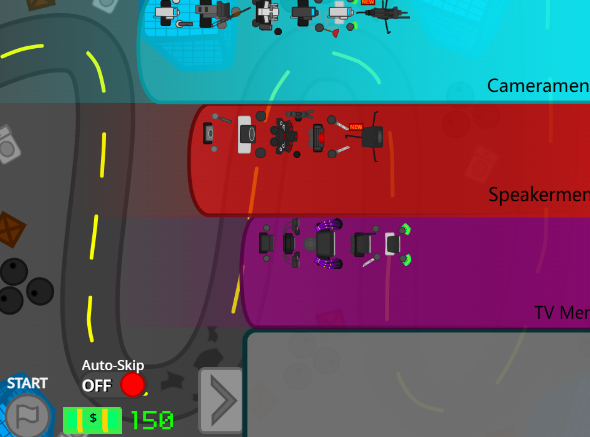 NEW
Cameramen
NEW
Speakermen
TV Men
Auto-Skip
START
OFF
$ 150